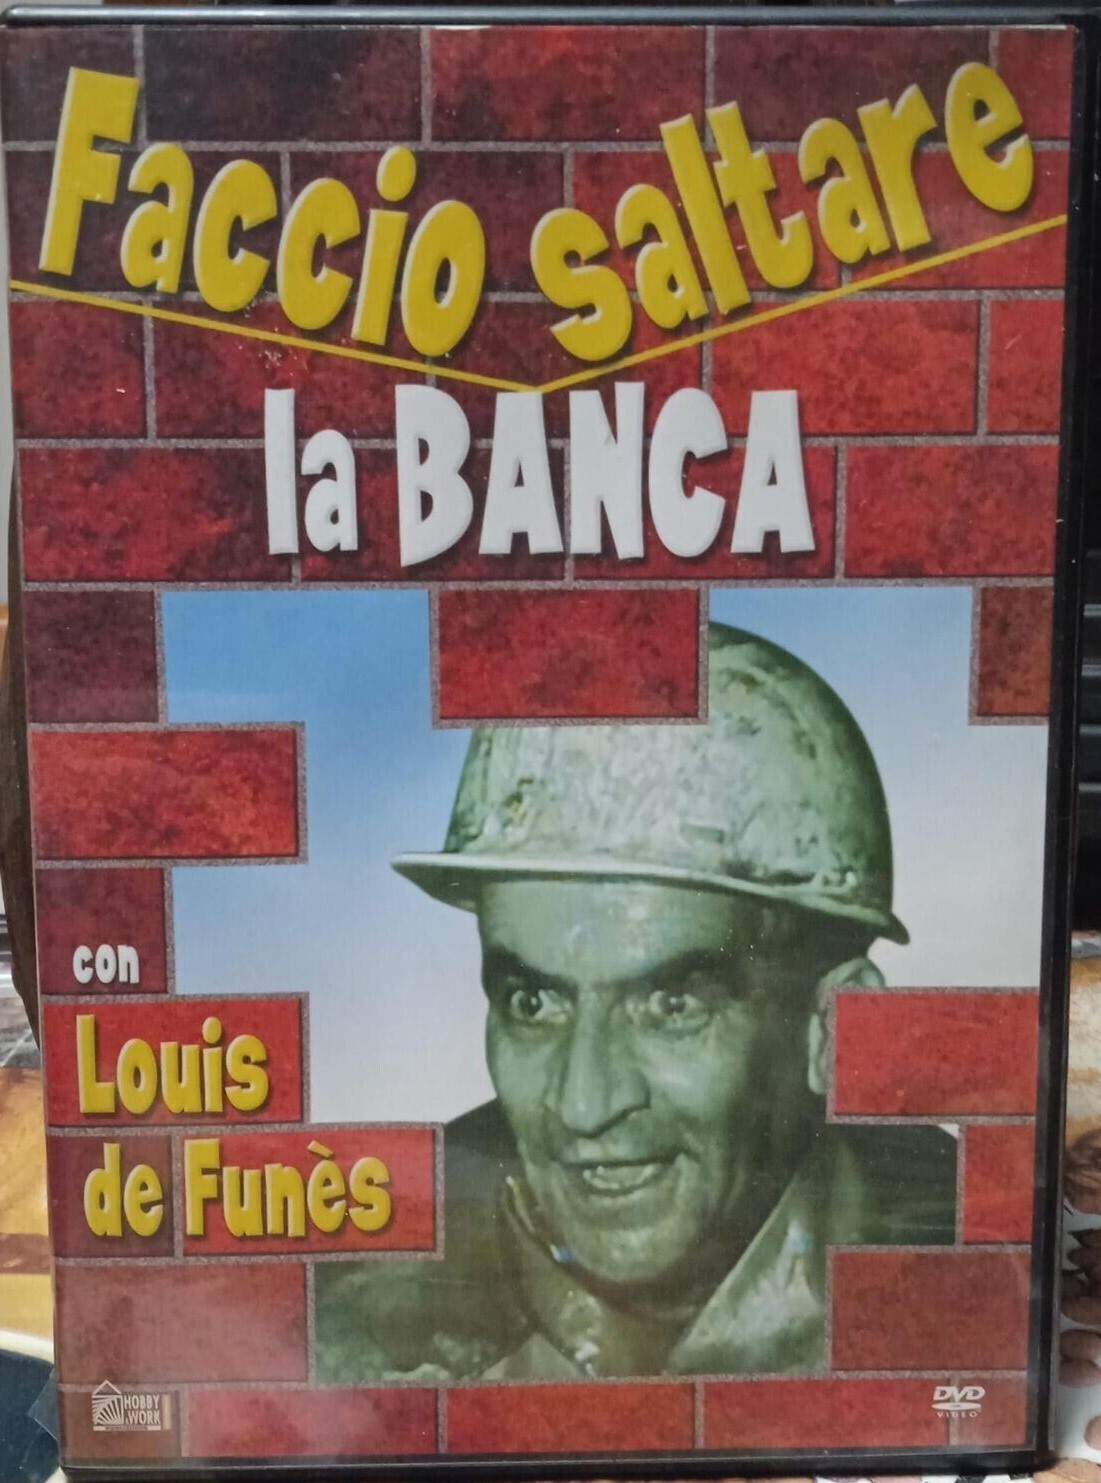 Faccio saltare
la BANCA
con
Louis
de Funès
HOBBY
& WORK
DVD
VIDEO